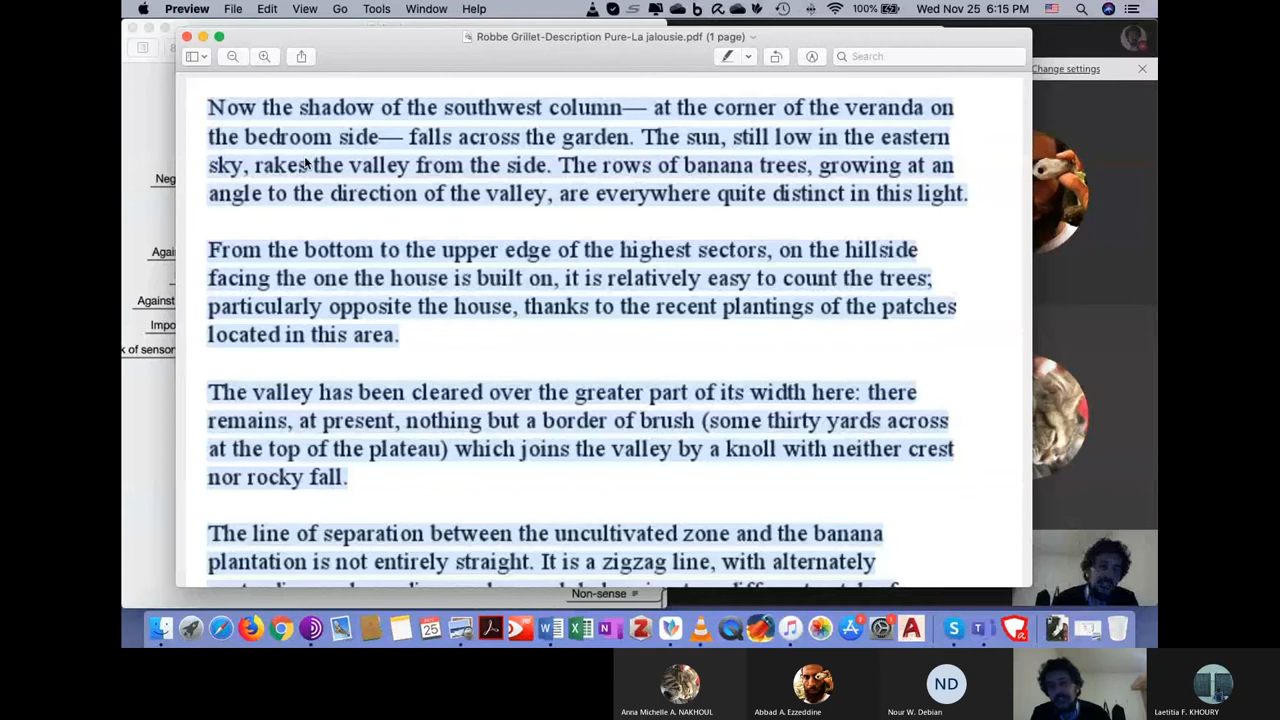 Preview File Edit View Go Tools Window Help 100% Wed Nov 25 6:15 PM
Robbe Grillet-Description Pure-La jalousie.pdf (1 page)
Search
Change settings
Now the shadow of the southwest column— at the corner of the veranda on
the bedroom side— falls across the garden. The sun, still low in the eastern
sky, rakes the valley from the side. The rows of banana trees, growing at an
angle to the direction of the valley, are everywhere quite distinct in this light.
From the bottom to the upper edge of the highest sectors, on the hillside
facing the one the house is built on, it is relatively easy to count the trees;
particularly opposite the house, thanks to the recent plantings of the patches
located in this area.
The valley has been cleared over the greater part of its width here: there
remains, at present, nothing but a border of brush (some thirty yards across
at the top of the plateau) which joins the valley by a knoll with neither crest
nor rocky fall.
The line of separation between the uncultivated zone and the banana
plantation is not entirely straight. It is a zigzag line, with alternately
Neg
Agai
Against
Impo
k of sensor
Non-sense
25
ND
Anna Michelle A. NAKHOUL
Abbad A. Ezzeddine
Nour W. Debian
Laetitia F. KHOURY